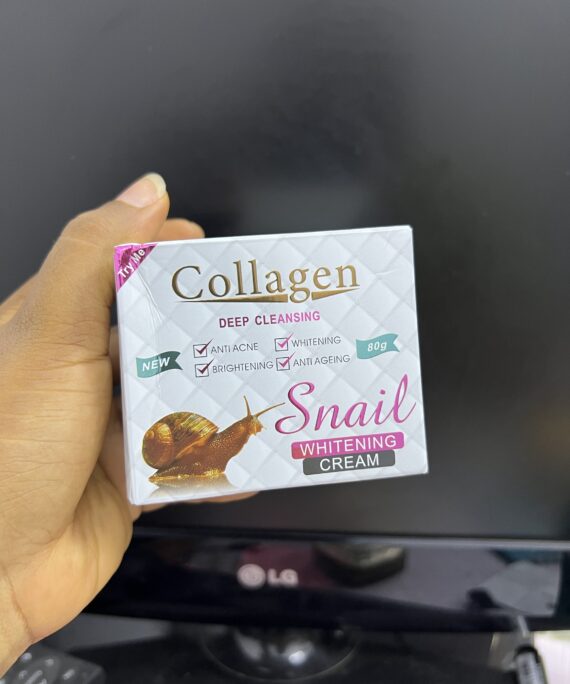 Try Me
Collagen
DEEP CLEANSING
NEW
ANTI ACNE
WHITENING
BRIGHTENING
ANTI AGEING
80g
Snail
WHITENING
CREAM
LG